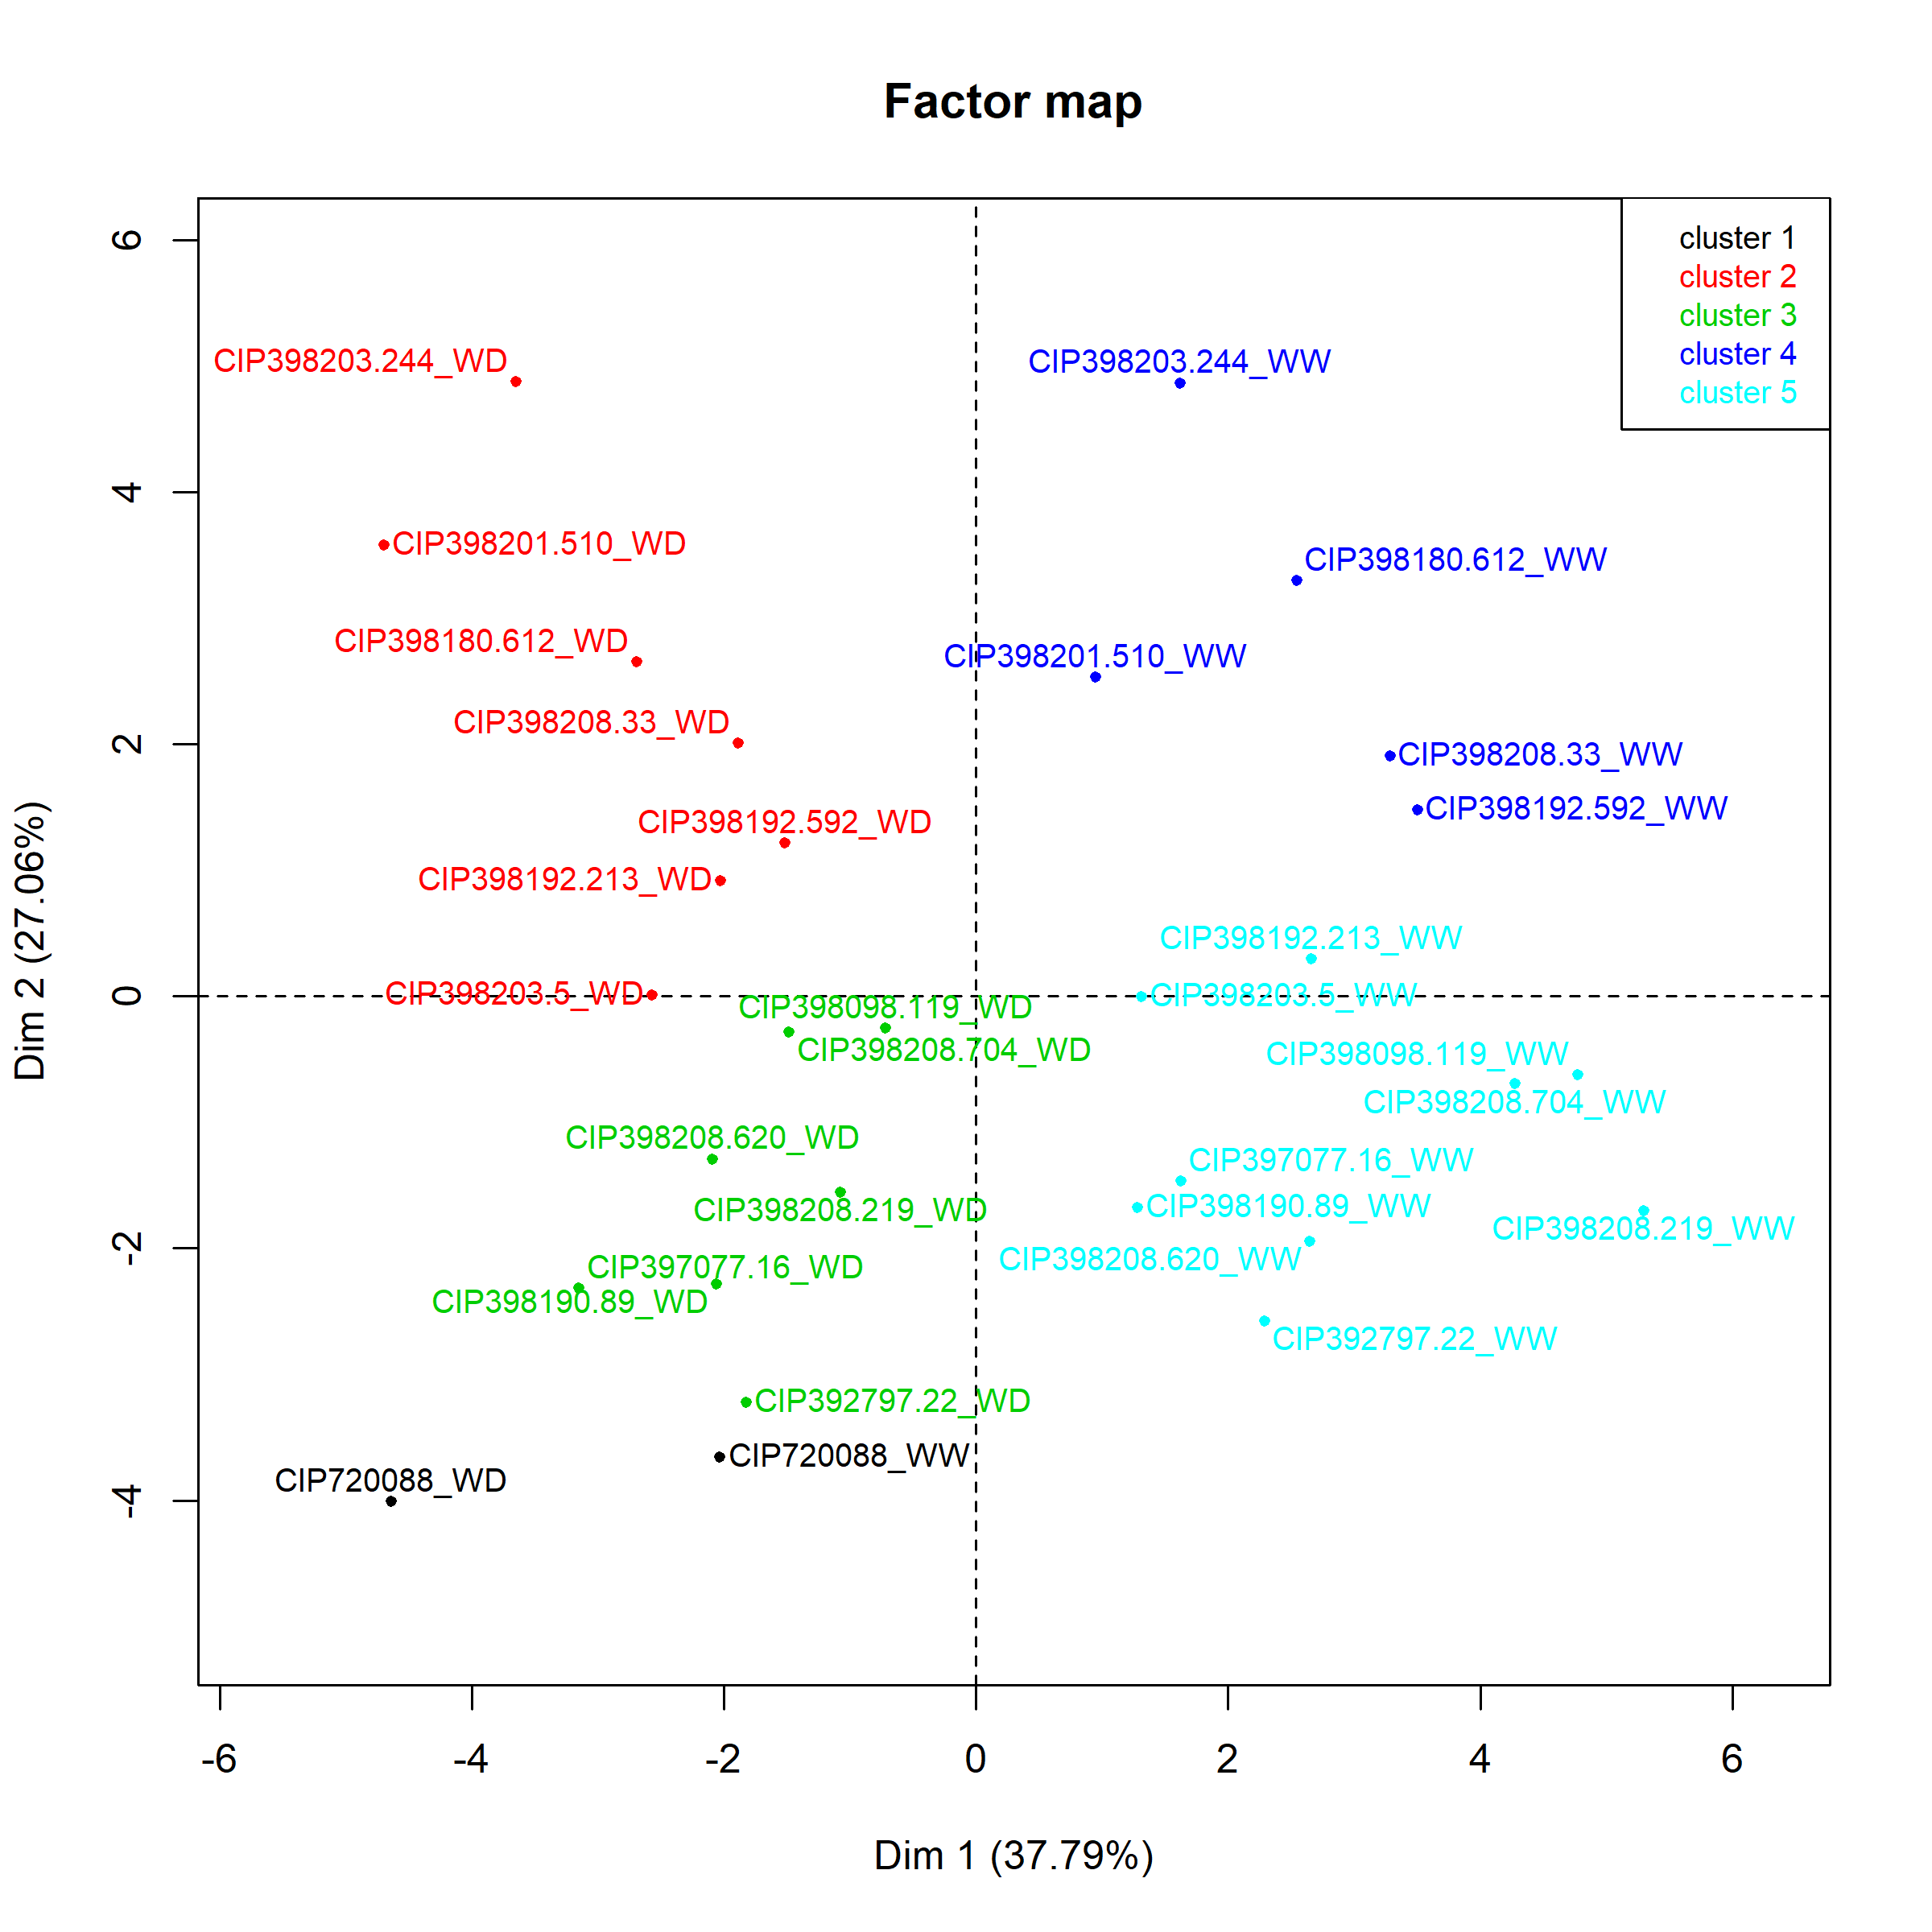 Factor map
cluster 1
cluster 2
cluster 3
cluster 4
cluster 5
6
4
2
0
-2
-4
Dim 2 (27.06%)
CIP398203.244_WD
CIP398203.244_WW
CIP398201.510_WD
CIP398180.612_WW
CIP398180.612_WD
CIP398201.510_WW
CIP398208.33_WD
CIP398208.33_WW
CIP398192.592_WW
CIP398192.592_WD
CIP398192.213_WD
CIP398192.213_WW
CIP398203.5_WD
CIP398203.5_WW
CIP398098.119_WD
CIP398208.704_WD
CIP398098.119_WW
CIP398208.704_WW
CIP398208.620_WD
CIP397077.16_WW
CIP398208.219_WD
CIP398190.89_WW
CIP398208.219_WW
CIP398208.620_WW
CIP397077.16_WD
CIP398190.89_WD
CIP392797.22_WW
CIP392797.22_WD
CIP720088_WW
CIP720088_WD
-6
-4
-2
0
2
4
6
Dim 1 (37.79%)